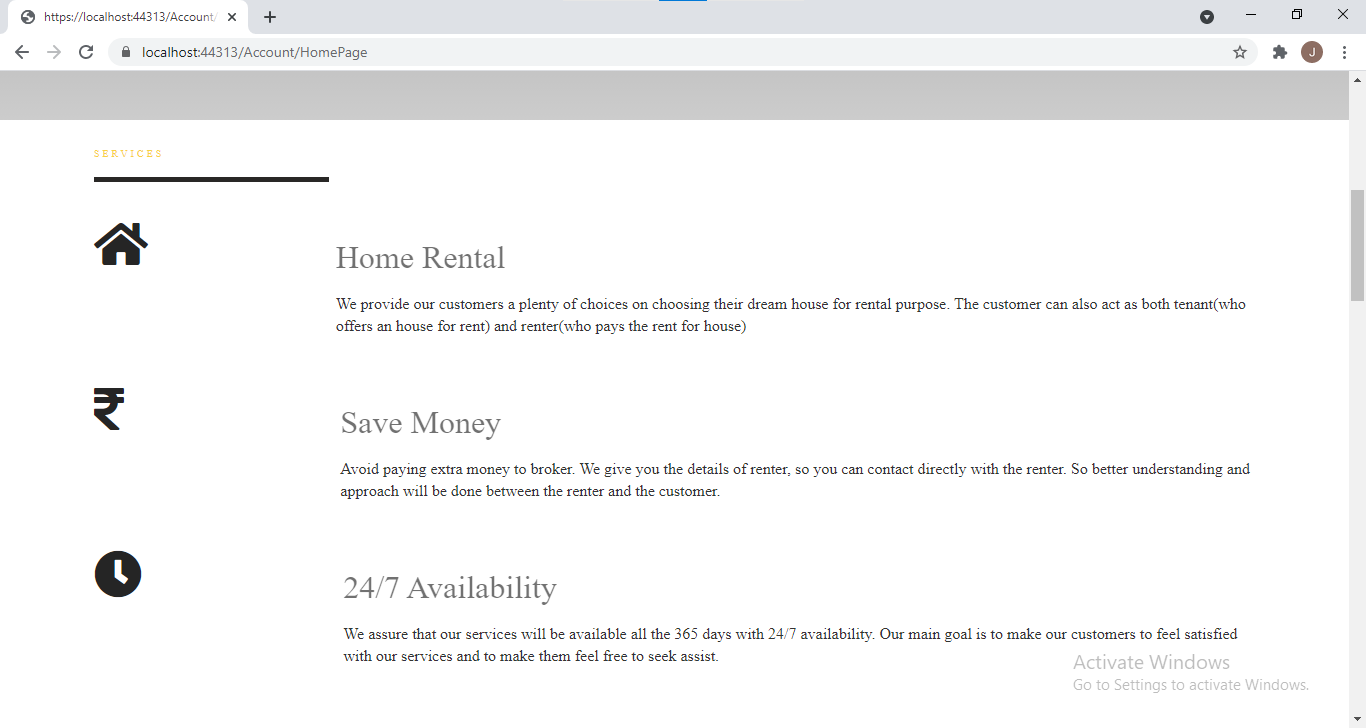 https://localhost:44313/Account/
localhost:44313/Account/HomePage
J
SERVICES
Home Rental
We provide our customers a plenty of choices on choosing their dream house for rental purpose. The customer can also act as both tenant(who
offers an house for rent) and renter(who pays the rent for house)
₹
Save Money
Avoid paying extra money to broker. We give you the details of renter, so you can contact directly with the renter. So better understanding and
approach will be done between the renter and the customer.
24/7 Availability
We assure that our services will be available all the 365 days with 24/7 availability. Our main goal is to make our customers to feel satisfied
with our services and to make them feel free to seek assist.
Activate Windows
Go to Settings to activate Windows.